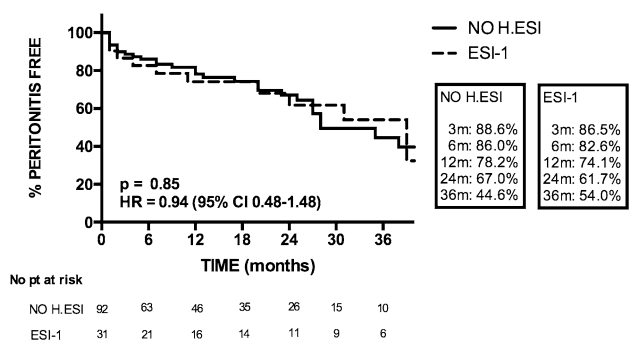 % PERITONITIS FREE
100
80
60
40
20
0
p = 0.85
HR = 0.94 (95% CI 0.48-1.48)
0 6 12 18 24 30 36
TIME (months)
NO H.ESI
ESI-1
NO H.ESI
3m: 88.6%
6m: 86.0%
12m: 78.2%
24m: 67.0%
36m: 44.6%
ESI-1
3m: 86.5%
6m: 82.6%
12m: 74.1%
24m: 61.7%
36m: 54.0%
No pt at risk
NO H.ESI 92 63 46 35 26 15 10
ESI-1 31 21 16 14 11 9 6